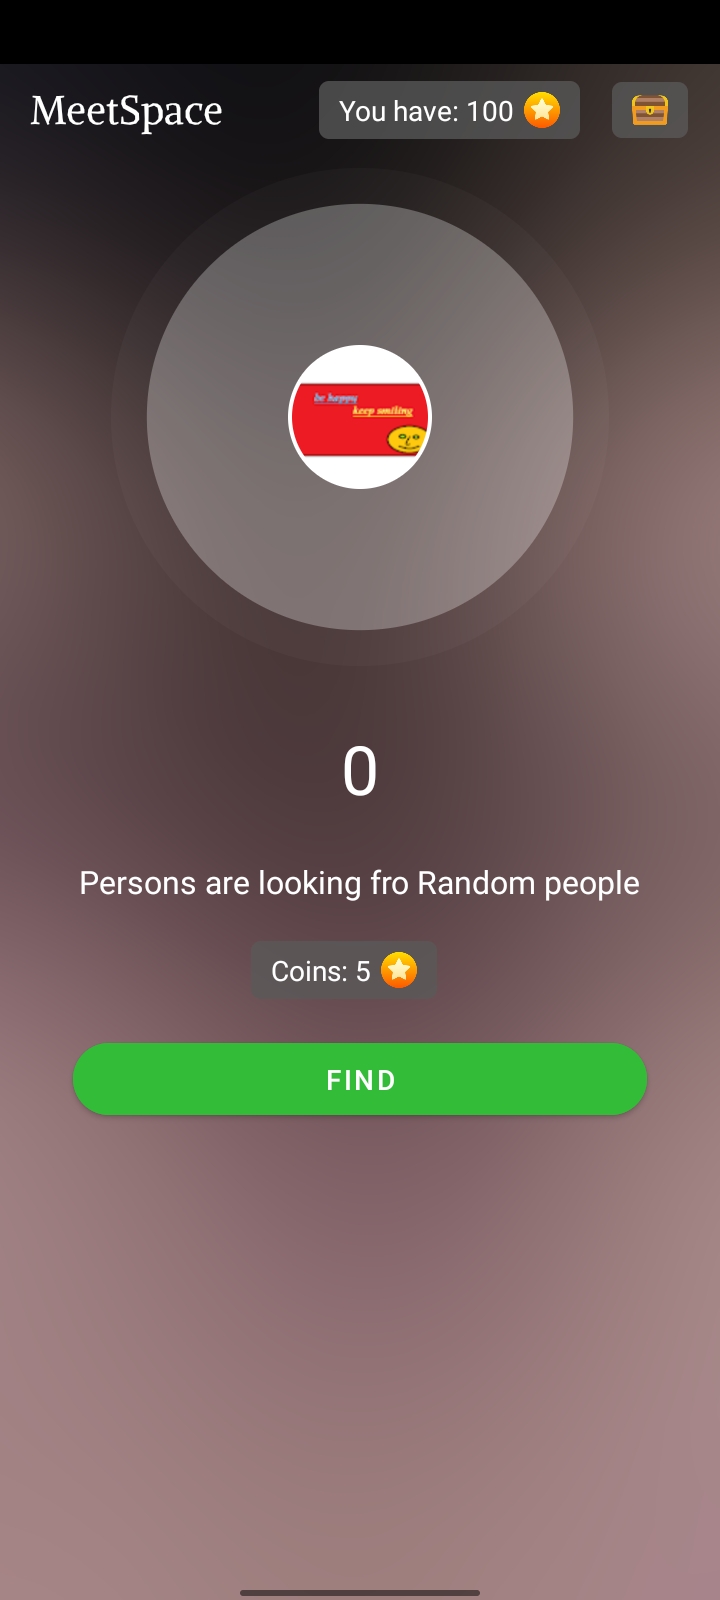 MeetSpace
You have: 100
be happy
keep smiling
0
Persons are looking fro Random people
Coins: 5
FIND